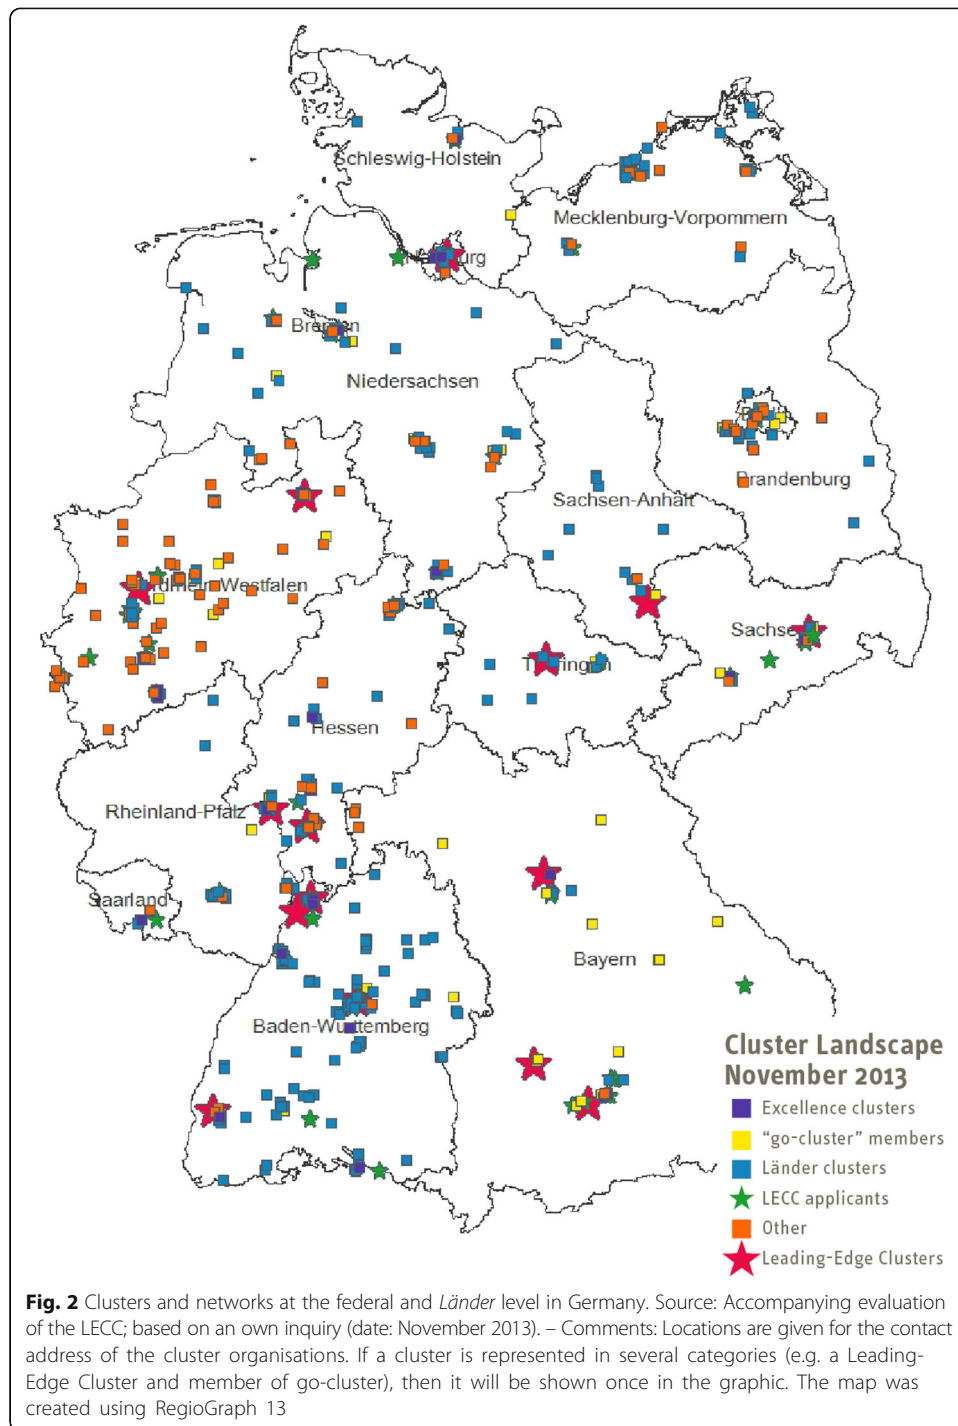 Schleswig-Holstein
Mecklenburg-Vorpommern
Bremen
Niedersachsen
Brandenburg
Sachsen-Anhalt
Sachsen
Hessen
Rheinland-Pfalz
Saarland
Bayern
Baden-Württemberg
Cluster Landscape
November 2013
Excellence clusters
“go-cluster” members
Länder clusters
LECC applicants
Other
Leading-Edge Clusters
Fig. 2 Clusters and networks at the federal and Länder level in Germany. Source: Accompanying evaluation
of the LECC; based on an own inquiry (date: November 2013). – Comments: Locations are given for the contact
address of the cluster organisations. If a cluster is represented in several categories (e.g. a Leading-
Edge Cluster and member of go-cluster), then it will be shown once in the graphic. The map was
created using RegioGraph 13